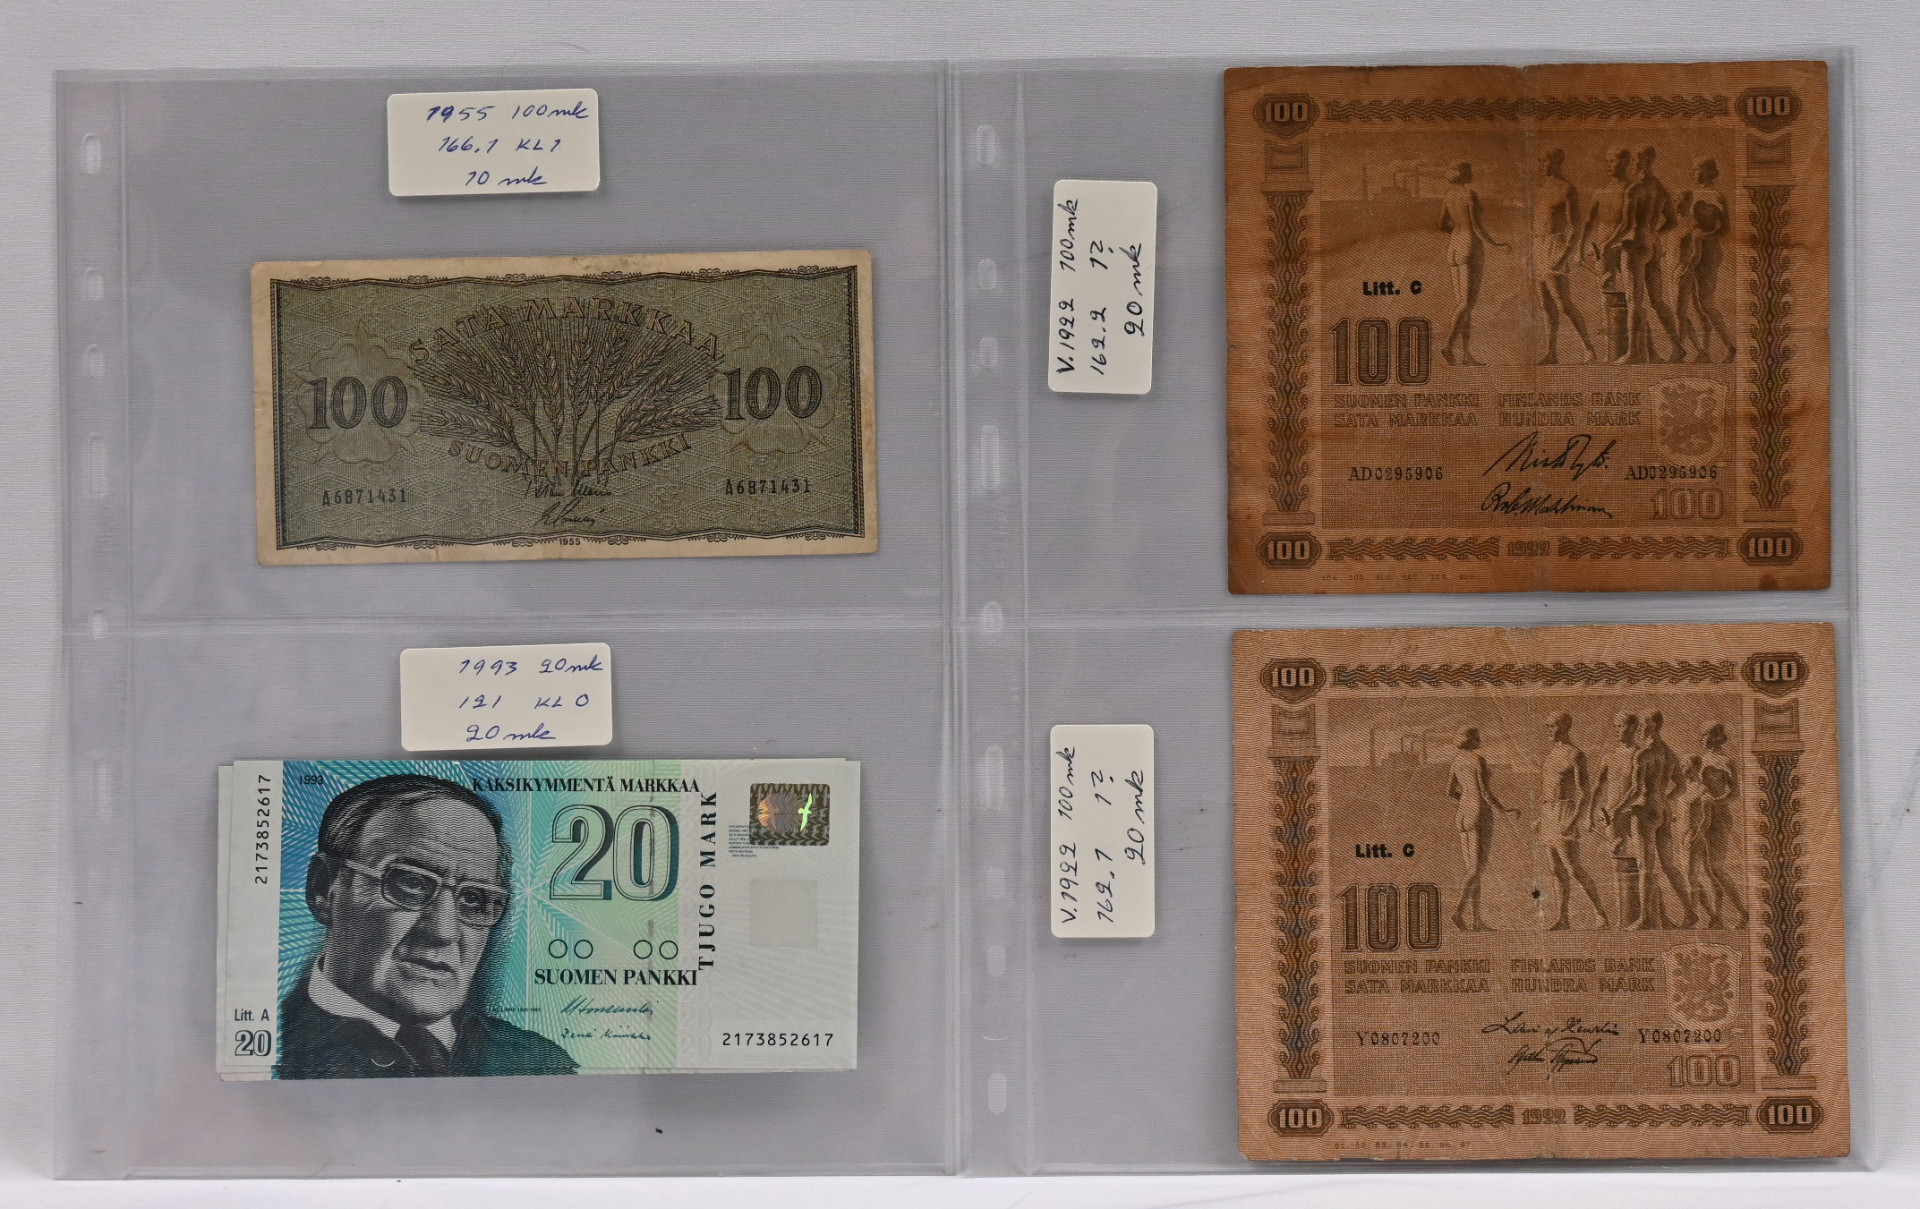 1955 100mk
166.1 KL1
10 mk
SATA MARKKAA
100
100
SUOMEN PANKKI
A6871431
A6871431
1955
1993 20mk
121 KL 0
20 mk
2173852617
1993
KAKSIKYMMENTÄ MARKKAA
20
TJUGO MARK
SUOMEN PANKKI
Litt. A
20
2173852617
V.1922 100mk
162.2 1?
20 mk
100
100
Litt. C
100
SUOMEN PANKKI FINLANDS BANK
SATA MARKKAA HUNDRA MARK
AD0295906
AD0295906
100
100
1922
100
V.1922 100mk
162.1 1?
20 mk
100
100
Litt. C
100
SUOMEN PANKKI FINLANDS BANK
SATA MARKKAA HUNDRA MARK
Y0807200
Y0807200
100
100
1922
100